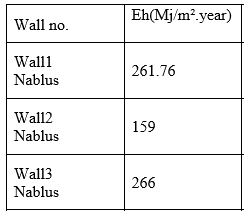 Wall no. Eh(Mj/m².year)
Wall1
Nablus 261.76
Wall2
Nablus 159
Wall3
Nablus 266